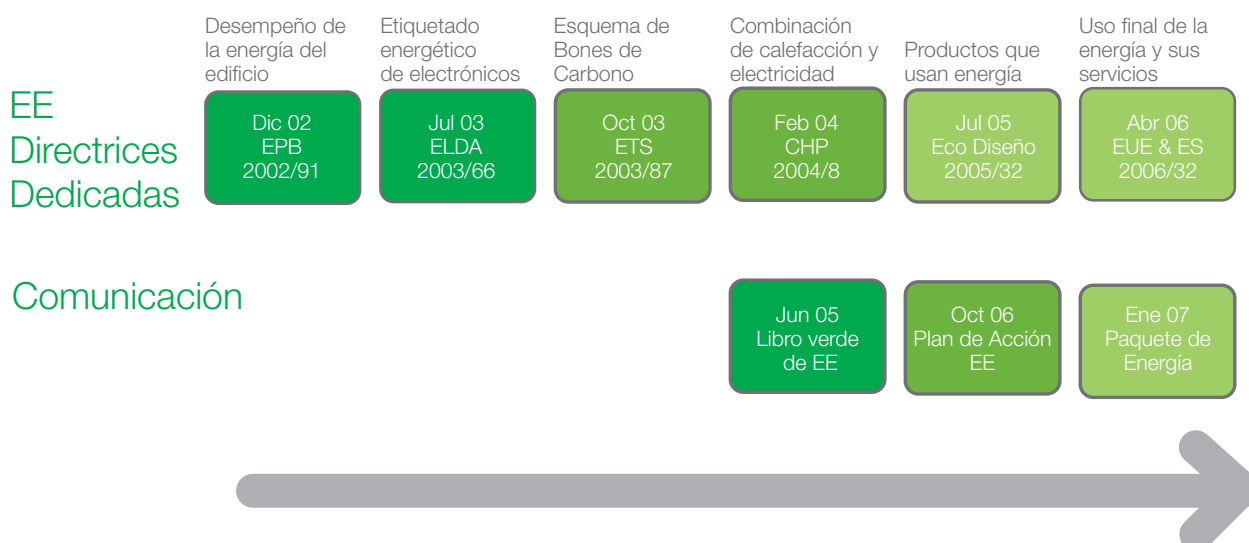 Desempeño de
la energía del
edificio
Etiquetado
energético
de electrónicos
Esquema de
Bones de
Carbono
Combinación
de calefacción y
electricidad
Productos que
usan energía
Uso final de la
energía y sus
servicios
EE
Directrices
Dedicadas
Dic 02
EPB
2002/91
Jul 03
ELDA
2003/66
Oct 03
ETS
2003/87
Feb 04
CHP
2004/8
Jul 05
Eco Diseño
2005/32
Abr 06
EUE & ES
2006/32
Comunicación
Jun 05
Libro verde
de EE
Oct 06
Plan de Acción
EE
Ene 07
Paquete de
Energía